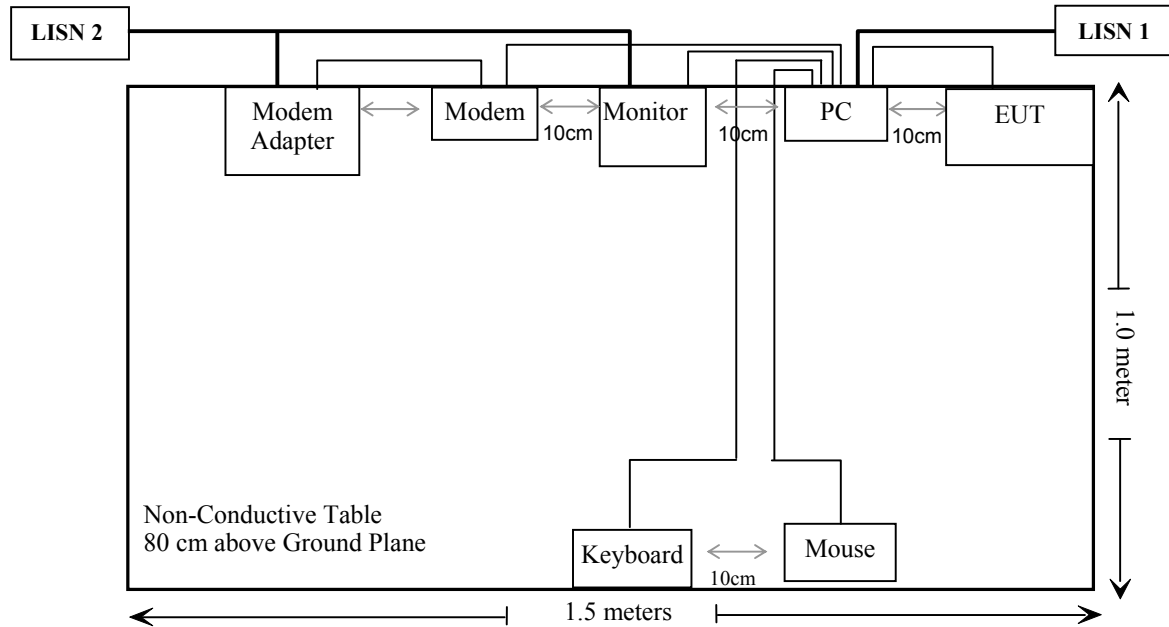 LISN 2
LISN 1
Modem
Adapter
Modem
Monitor
PC
EUT
10cm
10cm
10cm
1.0 meter
Non-Conductive Table
80 cm above Ground Plane
Keyboard
Mouse
10cm
1.5 meters